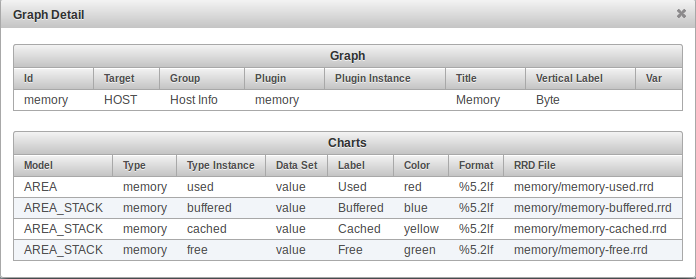 Graph Detail
Graph
Id Target Group Plugin Plugin Instance Title Vertical Label Var
memory HOST Host Info memory Memory Byte
Charts
Model Type Type Instance Data Set Label Color Format RRD File
AREA memory used value Used red %5.2lf memory/memory-used.rrd
AREA_STACK memory buffered value Buffered blue %5.2lf memory/memory-buffered.rrd
AREA_STACK memory cached value Cached yellow %5.2lf memory/memory-cached.rrd
AREA_STACK memory free value Free green %5.2lf memory/memory-free.rrd